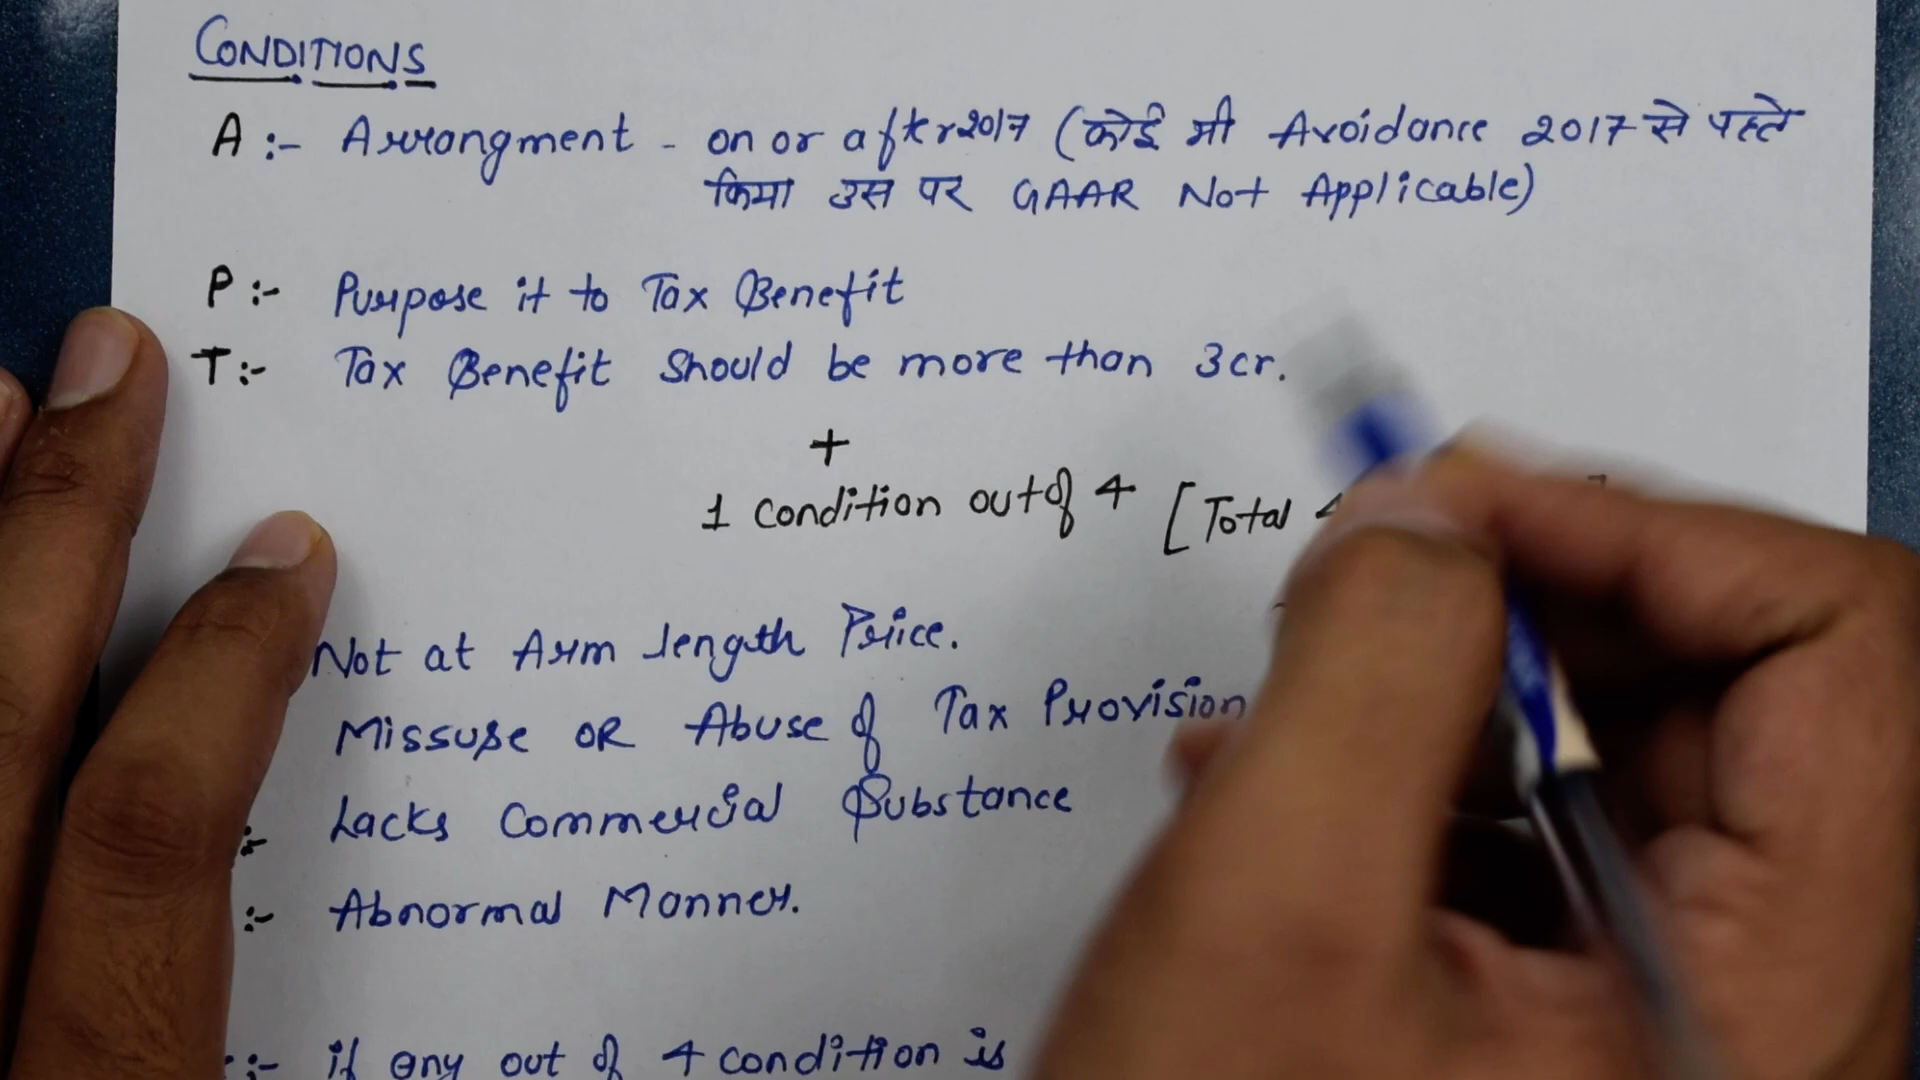 CONDITIONS
A :- Arrangment - on or after 2017 (कोई भी Avoidance 2017 से पहले
किया उस पर GAAR Not Applicable)
P :- Purpose it to Tax Benefit
T :- Tax Benefit Should be more than 3cr.
+
1 Condition out of 4 [Total 4
Not at Arm length Price.
Missuse OR Abuse of Tax Provision
:- Lacks Commercial Substance
:- Abnormal Manner.
:- if any out of 4 condition is